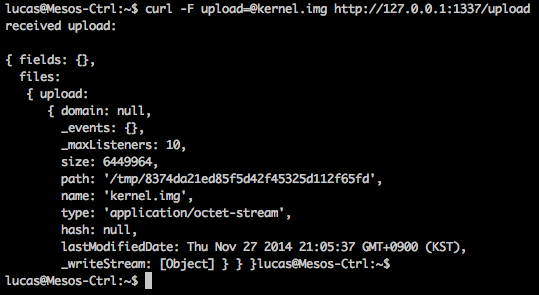 lucas@Mesos-Ctrl:~$ curl -F upload=@kernel.img http://127.0.0.1:1337/upload
received upload:

{ fields: {},
  files:
   { upload:
      { domain: null,
        _events: {},
        _maxListeners: 10,
        size: 6449964,
        path: '/tmp/8374da21ed85f5d42f45325d112f65fd',
        name: 'kernel.img',
        type: 'application/octet-stream',
        hash: null,
        lastModifiedDate: Thu Nov 27 2014 21:05:37 GMT+0900 (KST),
        _writeStream: [Object] } } }lucas@Mesos-Ctrl:~$
lucas@Mesos-Ctrl:~$